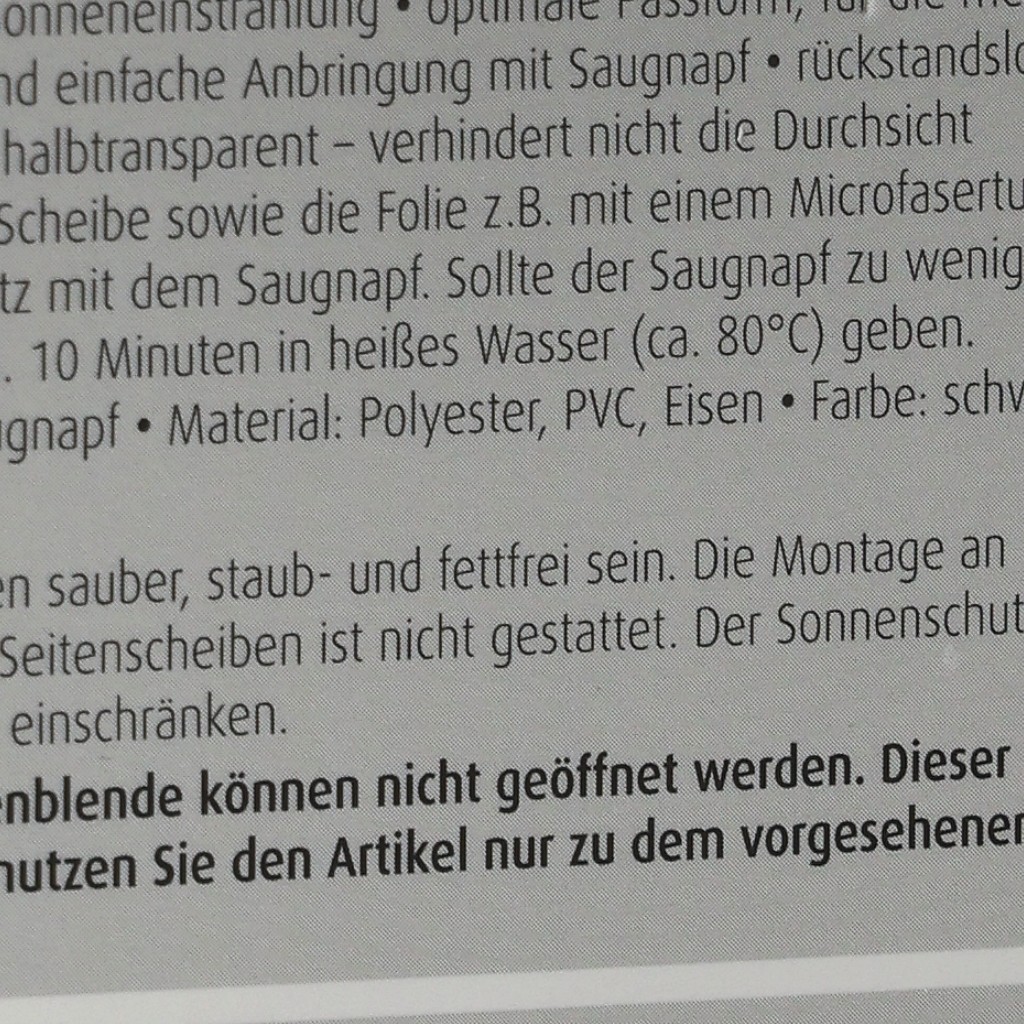 onneneinstrahlung • optimale Passform, für die
nd einfache Anbringung mit Saugnapf • rückstandslo
halbtransparent – verhindert nicht die Durchsicht
Scheibe sowie die Folie z.B. mit einem Microfasertu
tz mit dem Saugnapf. Sollte der Saugnapf zu wenig
. 10 Minuten in heißes Wasser (ca. 80°C) geben.
ugnapf • Material: Polyester, PVC, Eisen • Farbe: schw
en sauber, staub- und fettfrei sein. Die Montage an
Seitenscheiben ist nicht gestattet. Der Sonnenschut
einschränken.
enblende können nicht geöffnet werden. Dieser
nutzen Sie den Artikel nur zu dem vorgesehenen